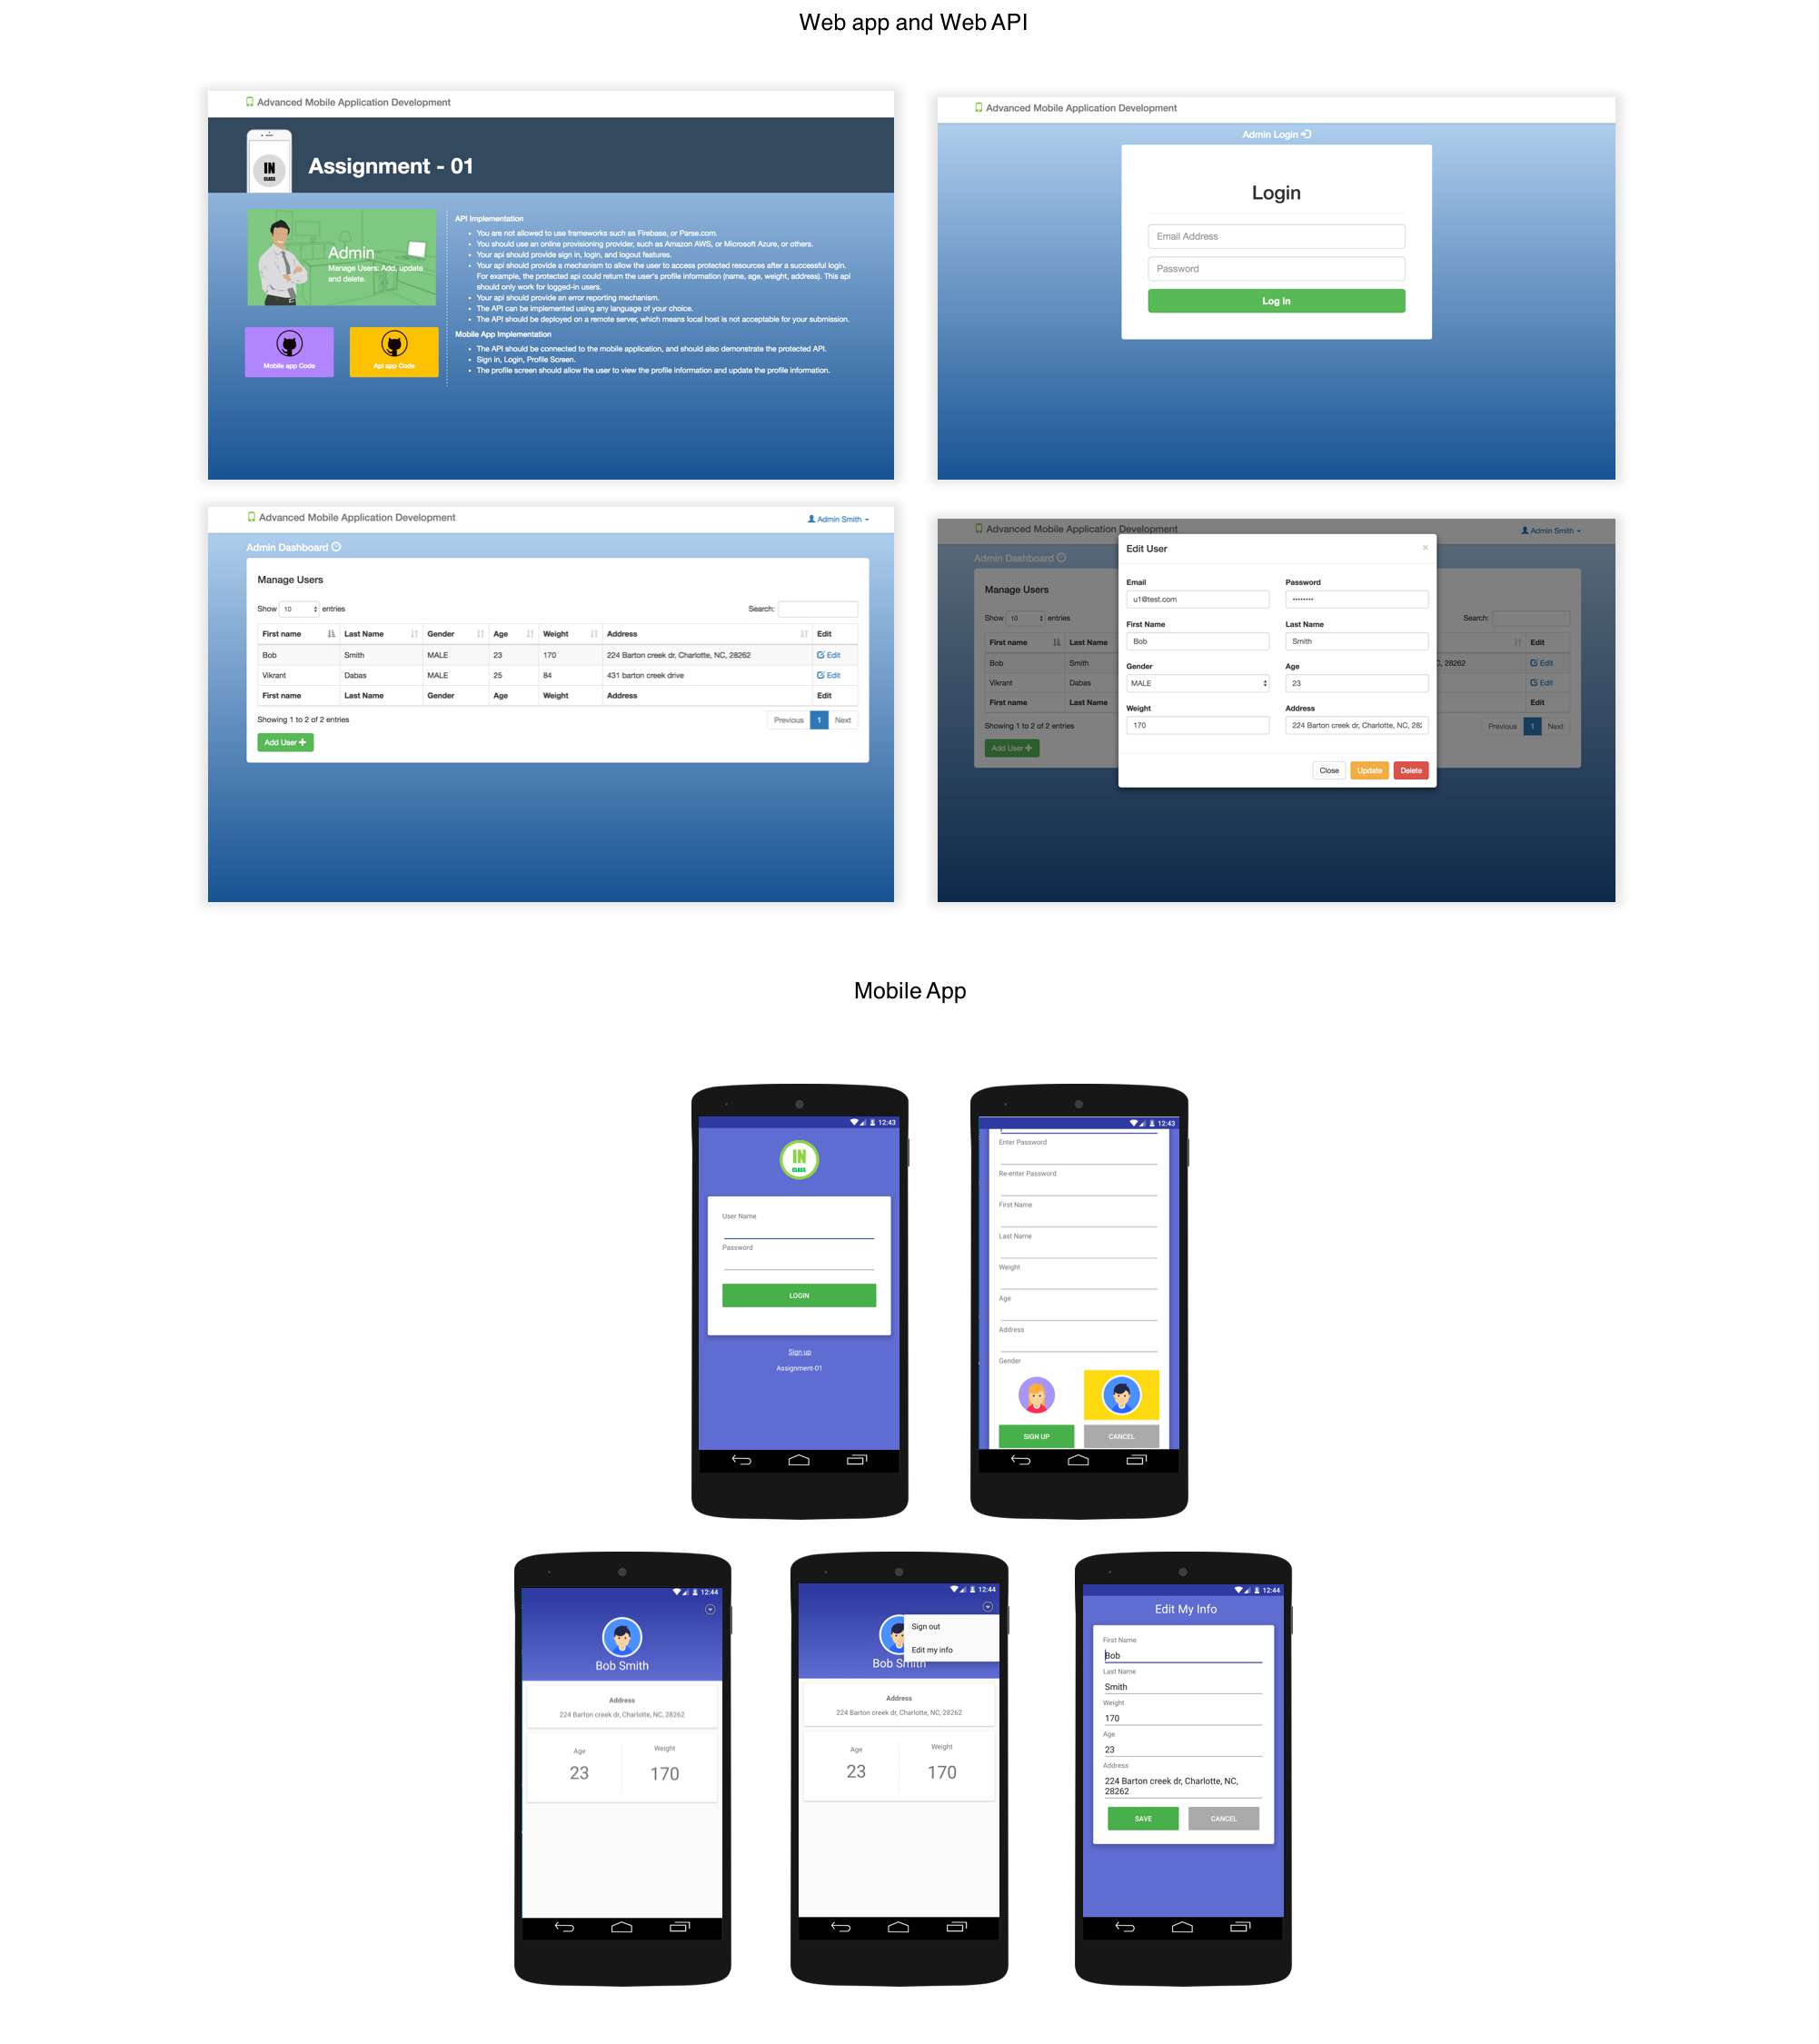 Web app and Web API
Advanced Mobile Application Development
IN
CLASS
Assignment - 01
Admin
Manage Users: Add, update
and delete.
Mobile app Code
Api app Code
API Implementation
You are not allowed to use frameworks such as Firebase, or Parse.com.
You should use an online provisioning provider, such as Amazon AWS, or Microsoft Azure, or others.
Your api should provide sign in, login, and logout features.
Your api should provide a mechanism to allow the user to access protected resources after a successful login.
For example, the protected api could return the user's profile information (name, age, weight, address). This api
should only work for logged-in users.
Your api should provide an error reporting mechanism.
The API can be implemented using any language of your choice.
The API should be deployed on a remote server, which means local host is not acceptable for your submission.
Mobile App Implementation
The API should be connected to the mobile application, and should also demonstrate the protected API.
Sign in, Login, Profile Screen.
The profile screen should allow the user to view the profile information and update the profile information.
Advanced Mobile Application Development
Admin Login
Login
Email Address
Password
Log in
Advanced Mobile Application Development
Admin Smith
Admin Dashboard
Manage Users
Show 10 entries
Search:
First name Last Name Gender Age Weight Address Edit
Bob Smith MALE 23 170 224 Barton creek dr, Charlotte, NC, 28262 Edit
Vikrant Dabas MALE 25 84 431 barton creek drive Edit
First name Last Name Gender Age Weight Address Edit
Showing 1 to 2 of 2 entries
Previous 1 Next
Add User
Advanced Mobile Application Development
Admin Smith
Admin Dashboard
Manage Users
Show 10 entries
Search:
First name Last Name Edit
Bob Smith C, 28262 Edit
Vikrant Dabas Edit
First name Last Name Edit
Showing 1 to 2 of 2 entries
Previous 1 Next
Add User
Edit User ×
Email Password
u1@test.com ••••••••
First Name Last Name
Bob Smith
Gender Age
MALE 23
Weight Address
170 224 Barton creek dr, Charlotte, NC, 282
Close Update Delete
Mobile App
12:43
IN
CLASS
User Name
Password
LOGIN
Sign up
Assignment-01
12:43
Enter Password
Re-enter Password
First Name
Last Name
Weight
Age
Address
Gender
SIGN UP CANCEL
12:44
Bob Smith
Address
224 Barton creek dr, Charlotte, NC, 28262
Age Weight
23 170
12:44
Sign out
Edit my info
Bob Smith
Address
224 Barton creek dr, Charlotte, NC, 28262
Age Weight
23 170
12:44
Edit My Info
First Name
Bob
Last Name
Smith
Weight
170
Age
23
Address
224 Barton creek dr, Charlotte, NC,
28262
SAVE CANCEL